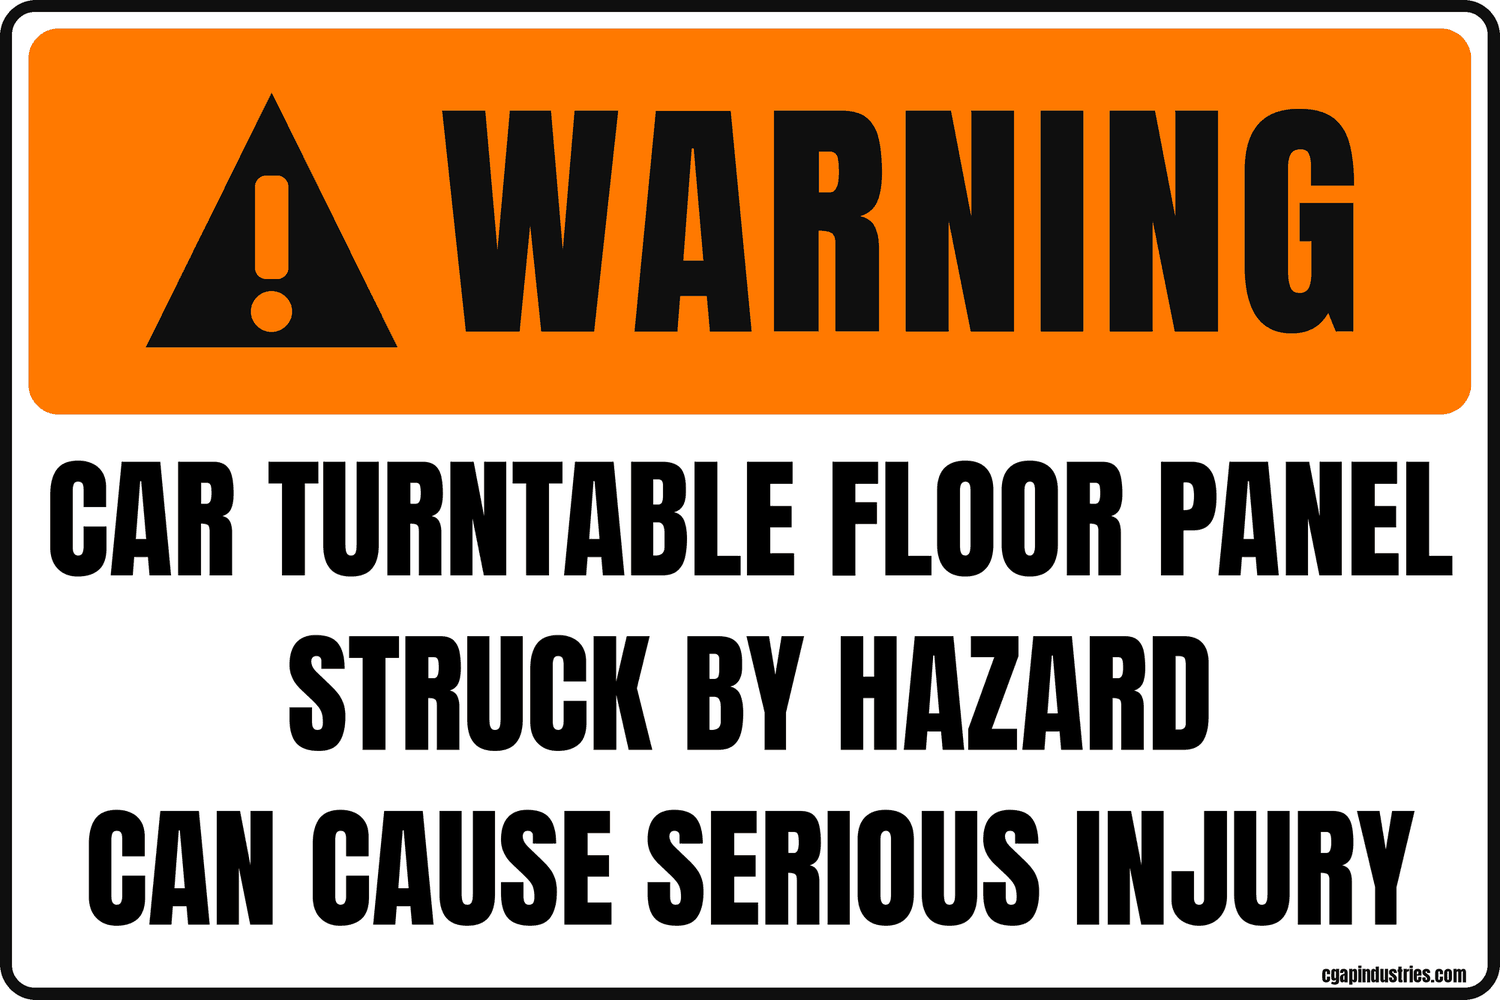 WARNING
CAR TURNTABLE FLOOR PANEL
STRUCK BY HAZARD
CAN CAUSE SERIOUS INJURY
cgapindustries.com